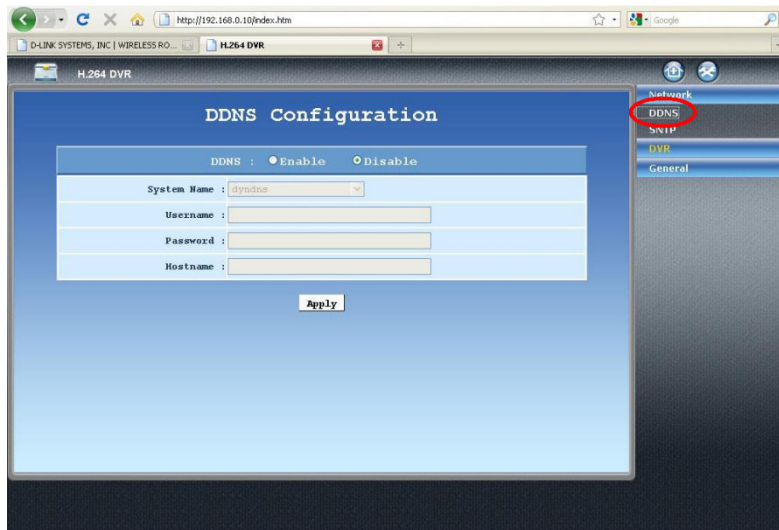 http://192.168.0.10/index.htm
Google
D-LINK SYSTEMS, INC | WIRELESS RO...
H.264 DVR
H.264 DVR
DDNS Configuration
DDNS : Enable Disable
System Name : dyndns
Username :
Password :
Hostname :
Apply
Network
DDNS
SNTP
DVR
General